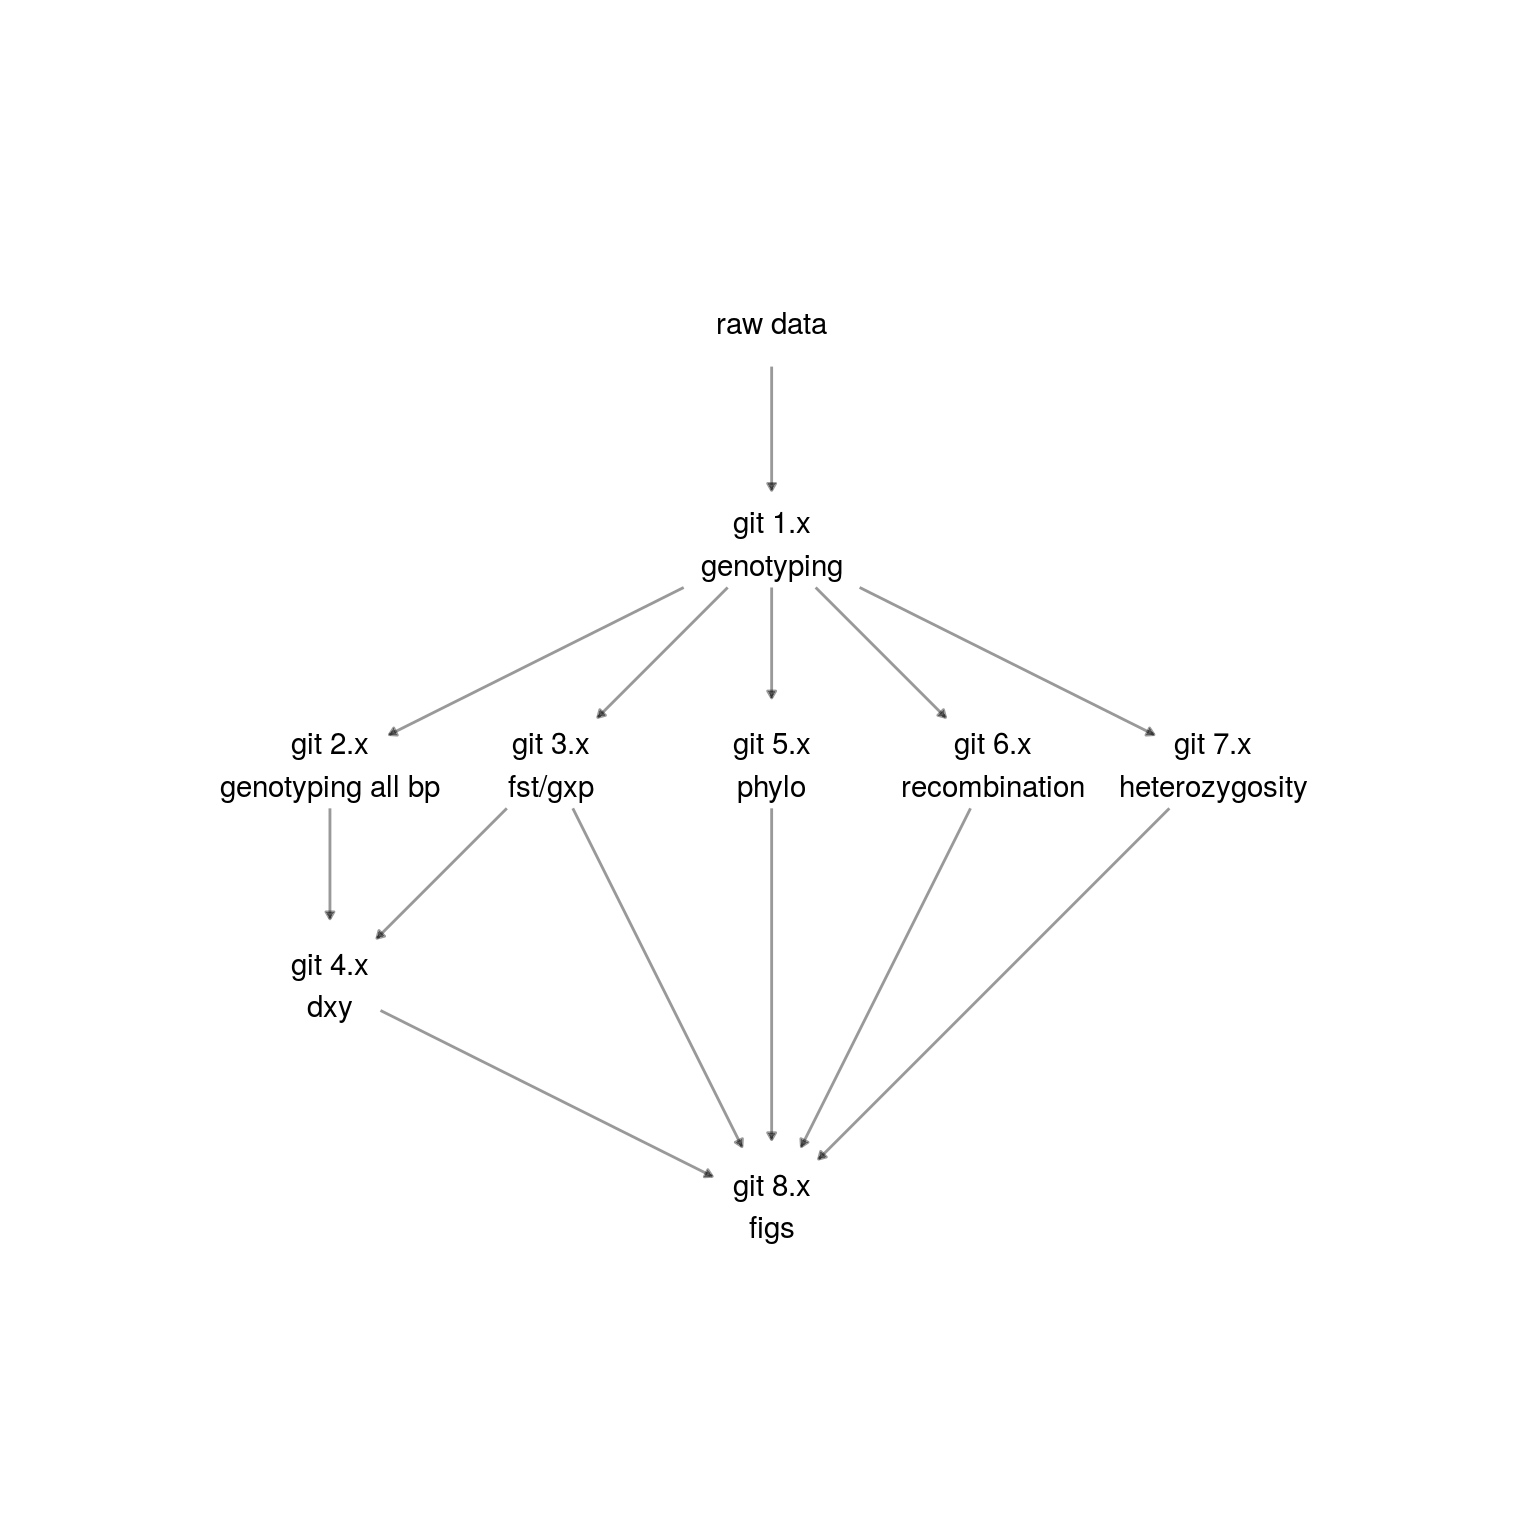 raw data
git 1.x
genotyping
git 2.x
genotyping all bp
git 3.x
fst/gxp
git 5.x
phylo
git 6.x
recombination
git 7.x
heterozygosity
git 4.x
dxy
git 8.x
figs